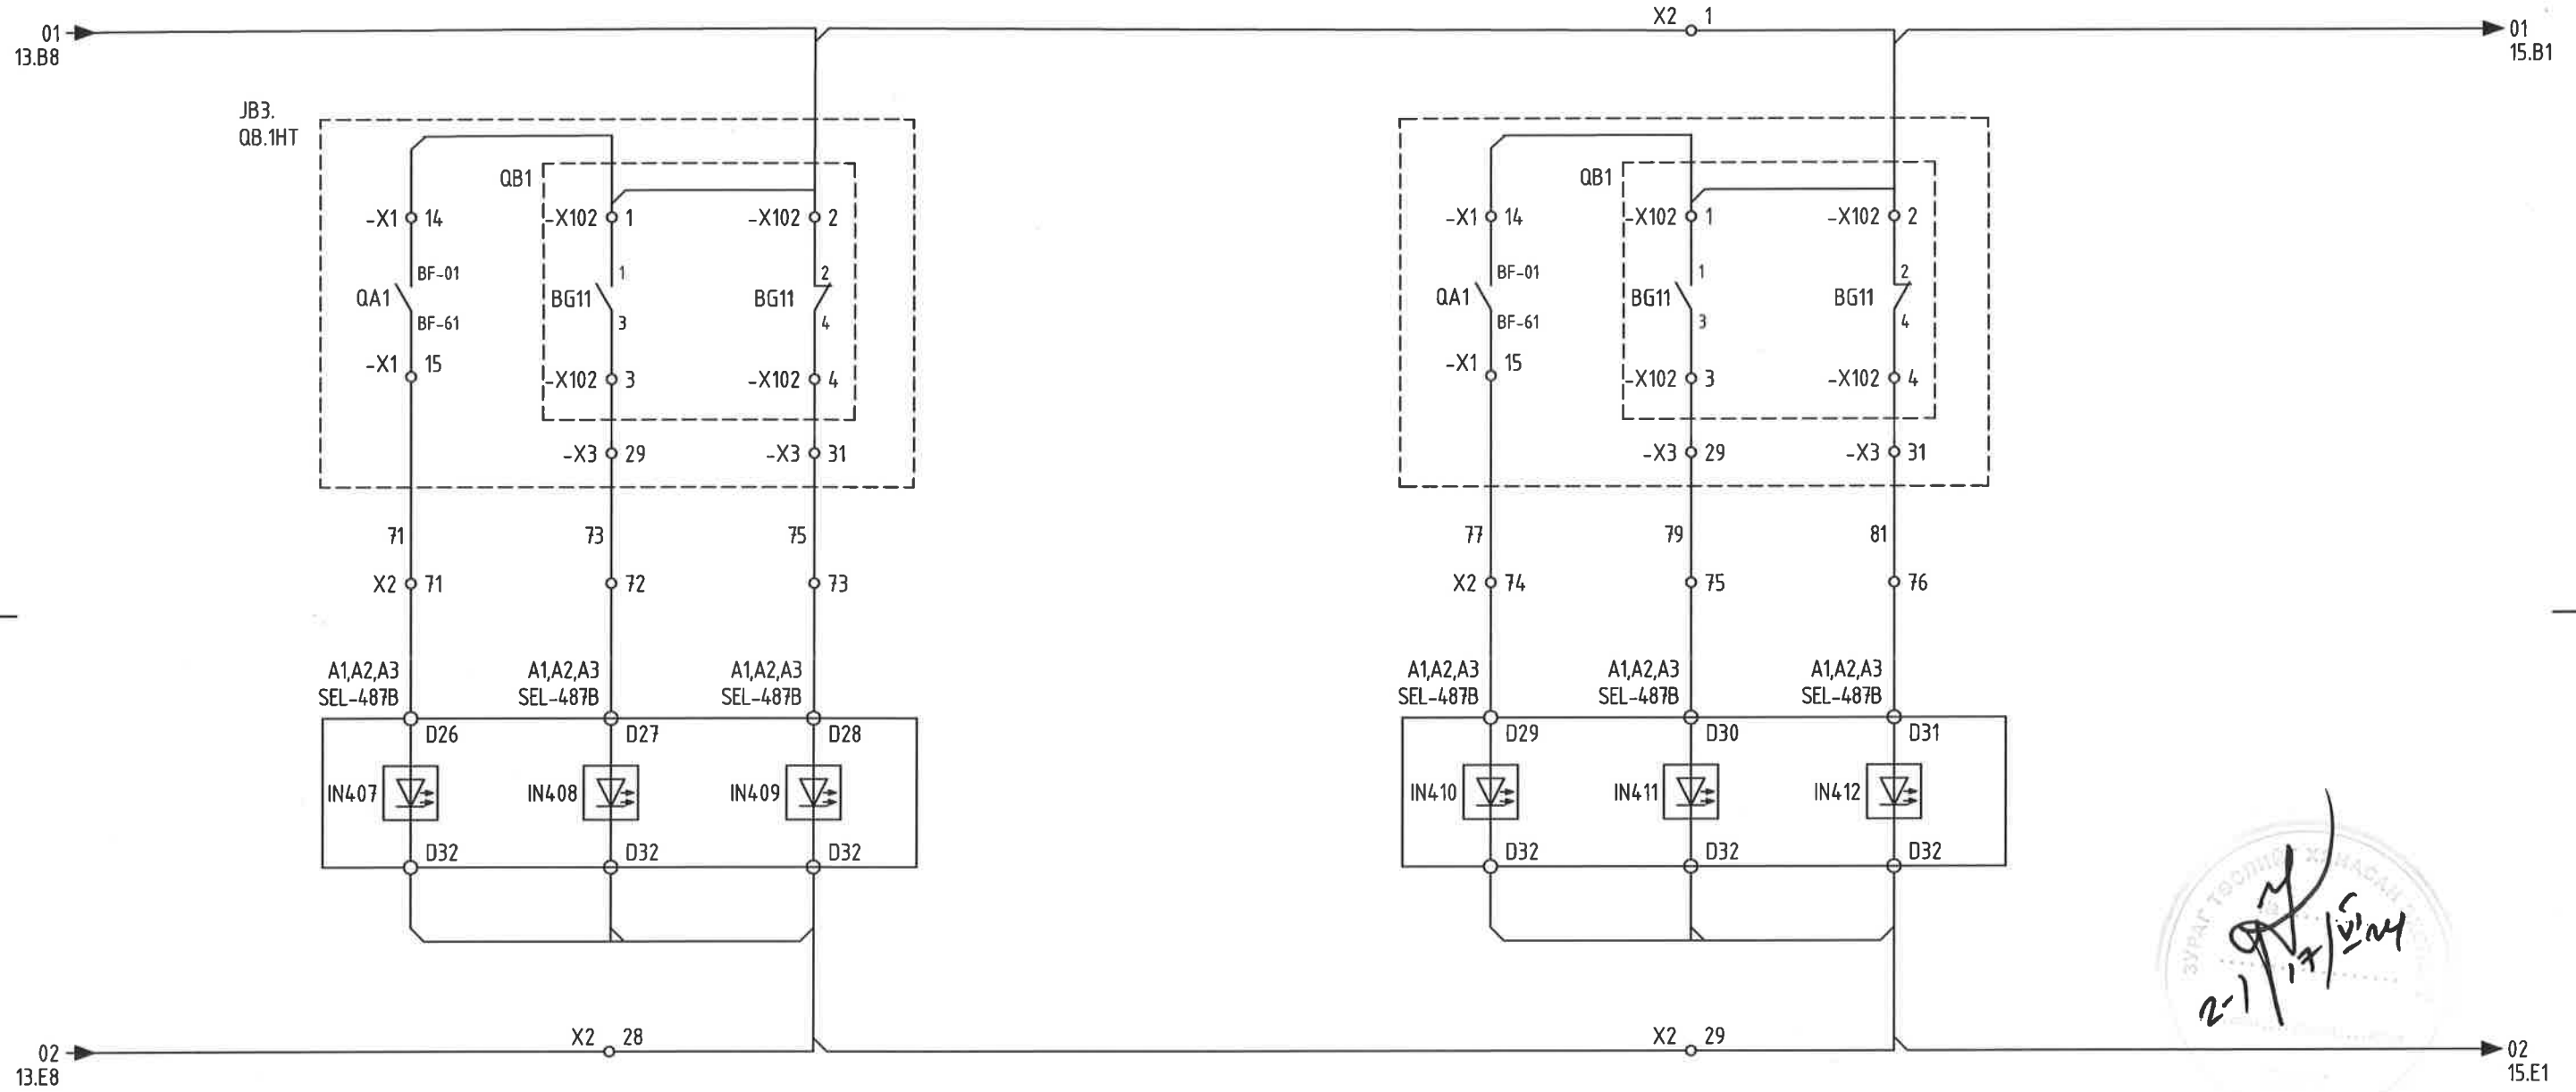 X2 1
01 01
13.B8 15.B1
JB3.
QB.1HT
QB1 QB1
-X1 14 -X102 1 -X102 2 -X1 14 -X102 1 -X102 2
BF-01 1 2 BF-01 1 2
QA1 BG11 BG11 QA1 BG11 BG11
BF-61 3 4 BF-61 3 4
-X1 15 -X102 3 -X102 4 -X1 15 -X102 3 -X102 4
-X3 29 -X3 31 -X3 29 -X3 31
71 73 75 77 79 81
X2 71 72 73 X2 74 75 76
A1,A2,A3 A1,A2,A3 A1,A2,A3 A1,A2,A3 A1,A2,A3 A1,A2,A3
SEL-487B SEL-487B SEL-487B SEL-487B SEL-487B SEL-487B
D26 D27 D28 D29 D30 D31
IN407 IN408 IN409 IN410 IN411 IN412
D32 D32 D32 D32 D32 D32
ЗУРАГ ТӨСЛИЙГ
2-1
X2 28 X2 29
02 02
13.E8 15.E1